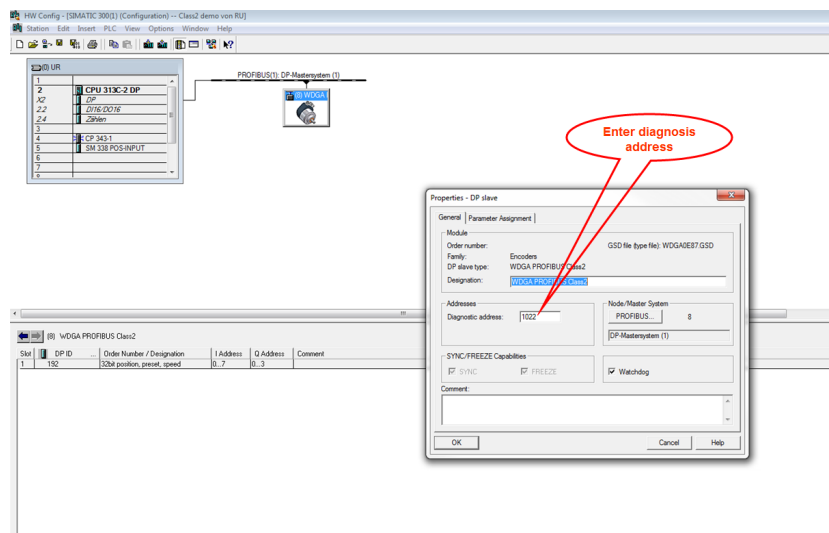 HW Config - [SIMATIC 300(1) (Configuration) -- Class2 demo von RU]
Station Edit Insert PLC View Options Window Help
(0) UR
1
2 CPU 313C-2 DP
X2 DP
2.2 DI16/DO16
2.4 Zählen
3
4 CP 343-1
5 SM 338 POS-INPUT
6
7
PROFIBUS(1): DP-Mastersystem (1)
(8) WDGA
Enter diagnosis
address
Properties - DP slave
General Parameter Assignment
Module
Order number: GSD file (type file): WDGA0E87.GSD
Family: Encoders
DP slave type: WDGA PROFIBUS Class2
Designation: WDGA PROFIBUS Class2
Addresses
Diagnostic address: 1022
Node/Master System
PROFIBUS... 8
DP-Mastersystem (1)
SYNC/FREEZE Capabilities
SYNC FREEZE
Watchdog
Comment:
OK Cancel Help
(8) WDGA PROFIBUS Class2
Slot DP ID ... Order Number / Designation I Address Q Address Comment
1 192 32bit position, preset, speed 0...7 0...3